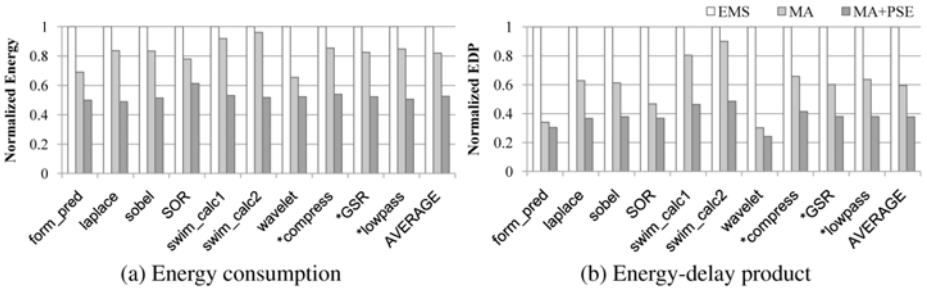 EMS MA MA+PSE
Normalized Energy
1
0.8
0.6
0.4
0.2
0
form_pred
laplace
sobel
SOR
swim_calc1
swim_calc2
wavelet
*compress
*GSR
*lowpass
AVERAGE
(a) Energy consumption
Normalized EDP
1
0.8
0.6
0.4
0.2
0
form_pred
laplace
sobel
SOR
swim_calc1
swim_calc2
wavelet
*compress
*GSR
*lowpass
AVERAGE
(b) Energy-delay product